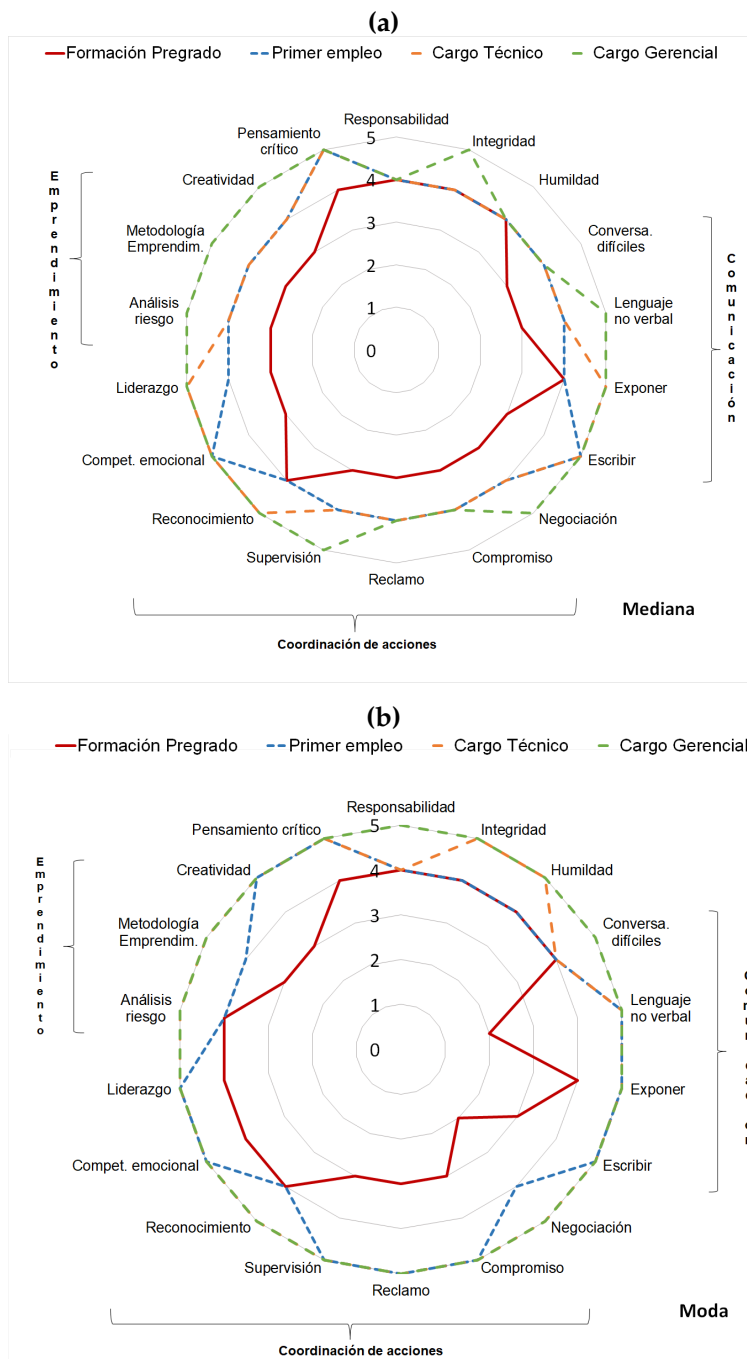 (a)
Formación Pregrado Primer empleo Cargo Técnico Cargo Gerencial
Responsabilidad
Pensamiento
crítico
Integridad
Creatividad
Humildad
Metodología
Emprendim.
Conversa.
difíciles
Análisis
riesgo
Lenguaje
no verbal
Liderazgo
Exponer
Compet. emocional
Escribir
Reconocimiento
Negociación
Supervisión
Compromiso
Reclamo
5
4
3
2
1
0
Emprendimiento
Comunicación
Coordinación de acciones
Mediana
(b)
Formación Pregrado Primer empleo Cargo Técnico Cargo Gerencial
Responsabilidad
Pensamiento crítico
Integridad
Creatividad
Humildad
Metodología
Emprendim.
Conversa.
difíciles
Análisis
riesgo
Lenguaje
no verbal
Liderazgo
Exponer
Compet. emocional
Escribir
Reconocimiento
Negociación
Supervisión
Compromiso
Reclamo
5
4
3
2
1
0
Emprendimiento
Coordinación de acciones
Moda